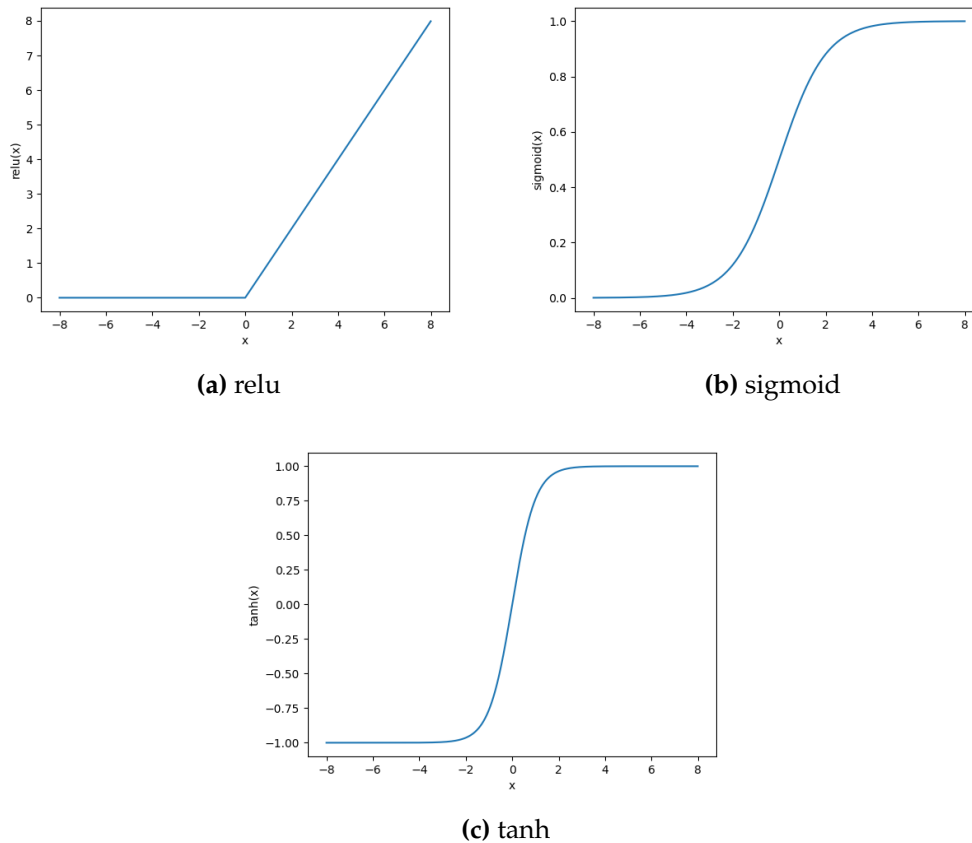 8
7
6
5
4
3
2
1
0
relu(x)
−8 −6 −4 −2 0 2 4 6 8
x
(a) relu
1.0
0.8
0.6
0.4
0.2
0.0
sigmoid(x)
−8 −6 −4 −2 0 2 4 6 8
x
(b) sigmoid
1.00
0.75
0.50
0.25
0.00
−0.25
−0.50
−0.75
−1.00
tanh(x)
−8 −6 −4 −2 0 2 4 6 8
x
(c) tanh